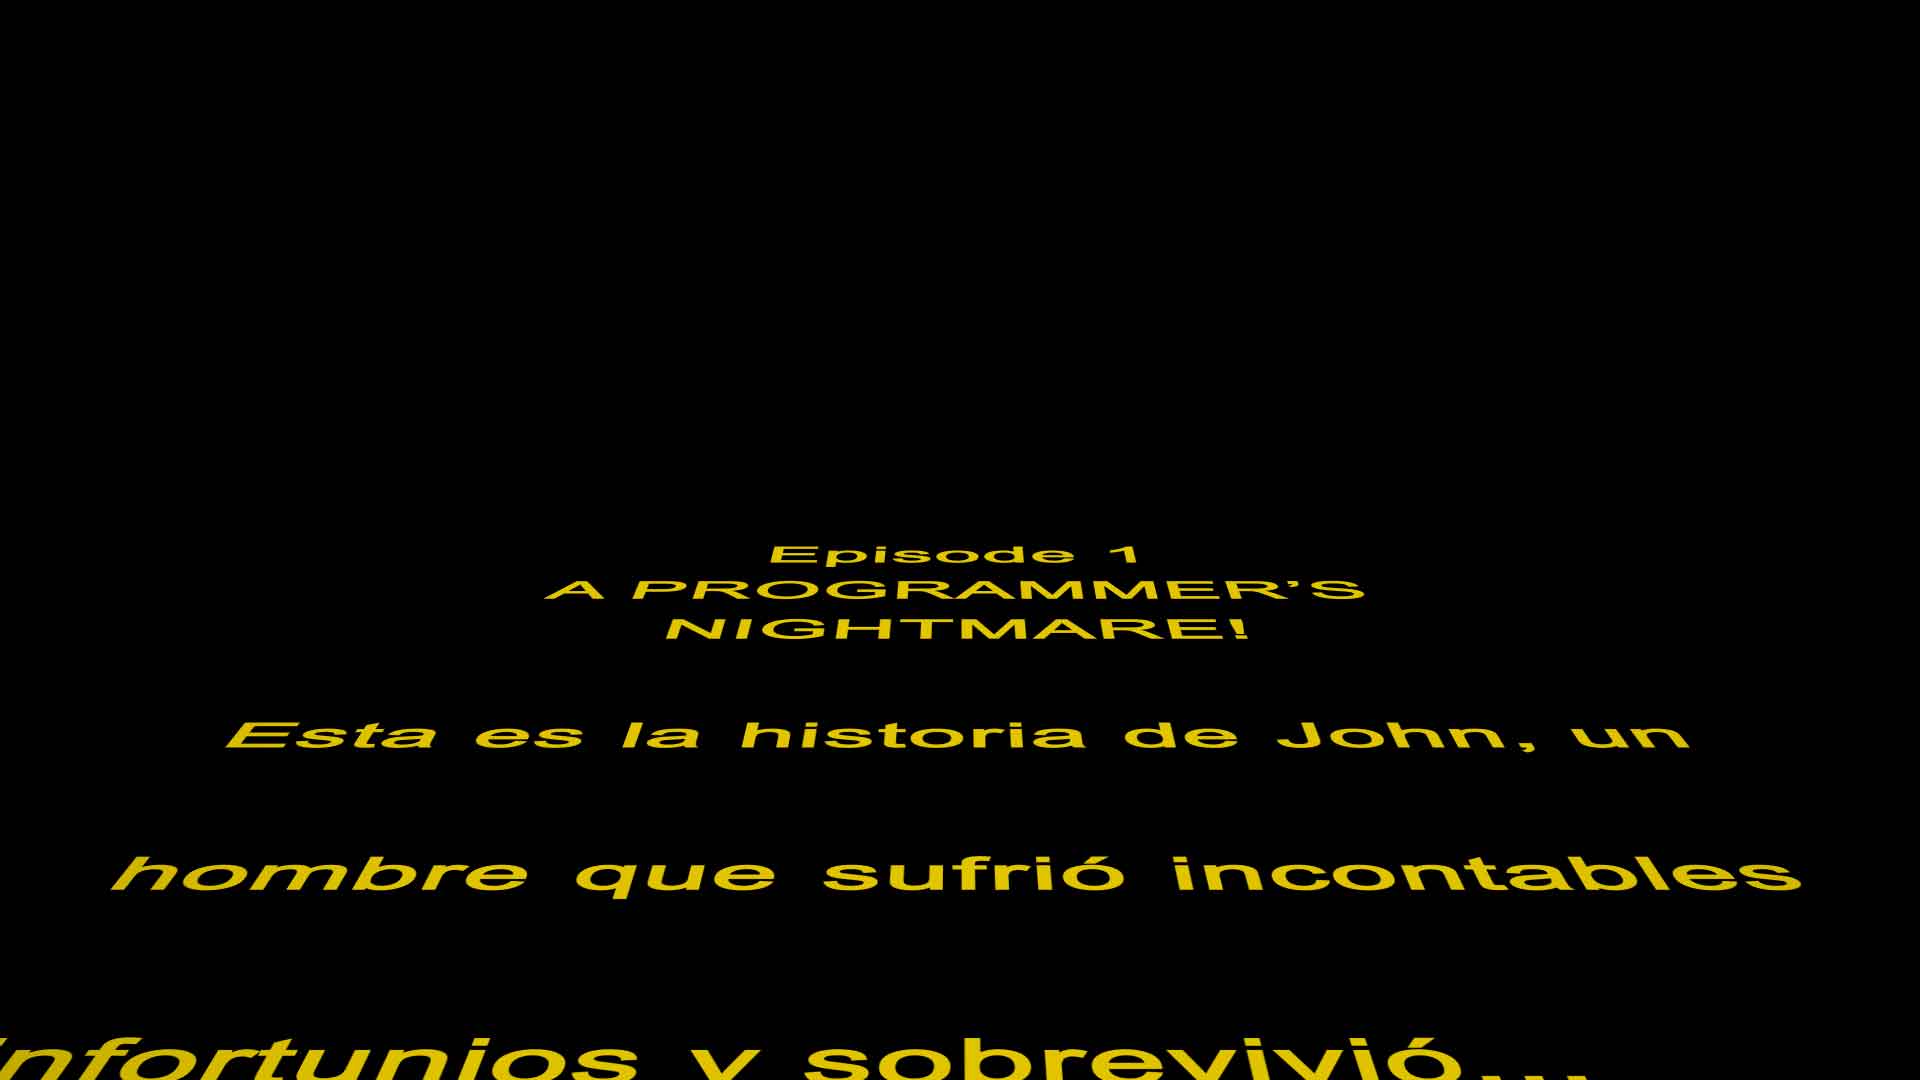 Episode 1
A PROGRAMMER’S
NIGHTMARE!
Esta es la historia de John, un
hombre que sufrió incontables
infortunios y sobrevivió...